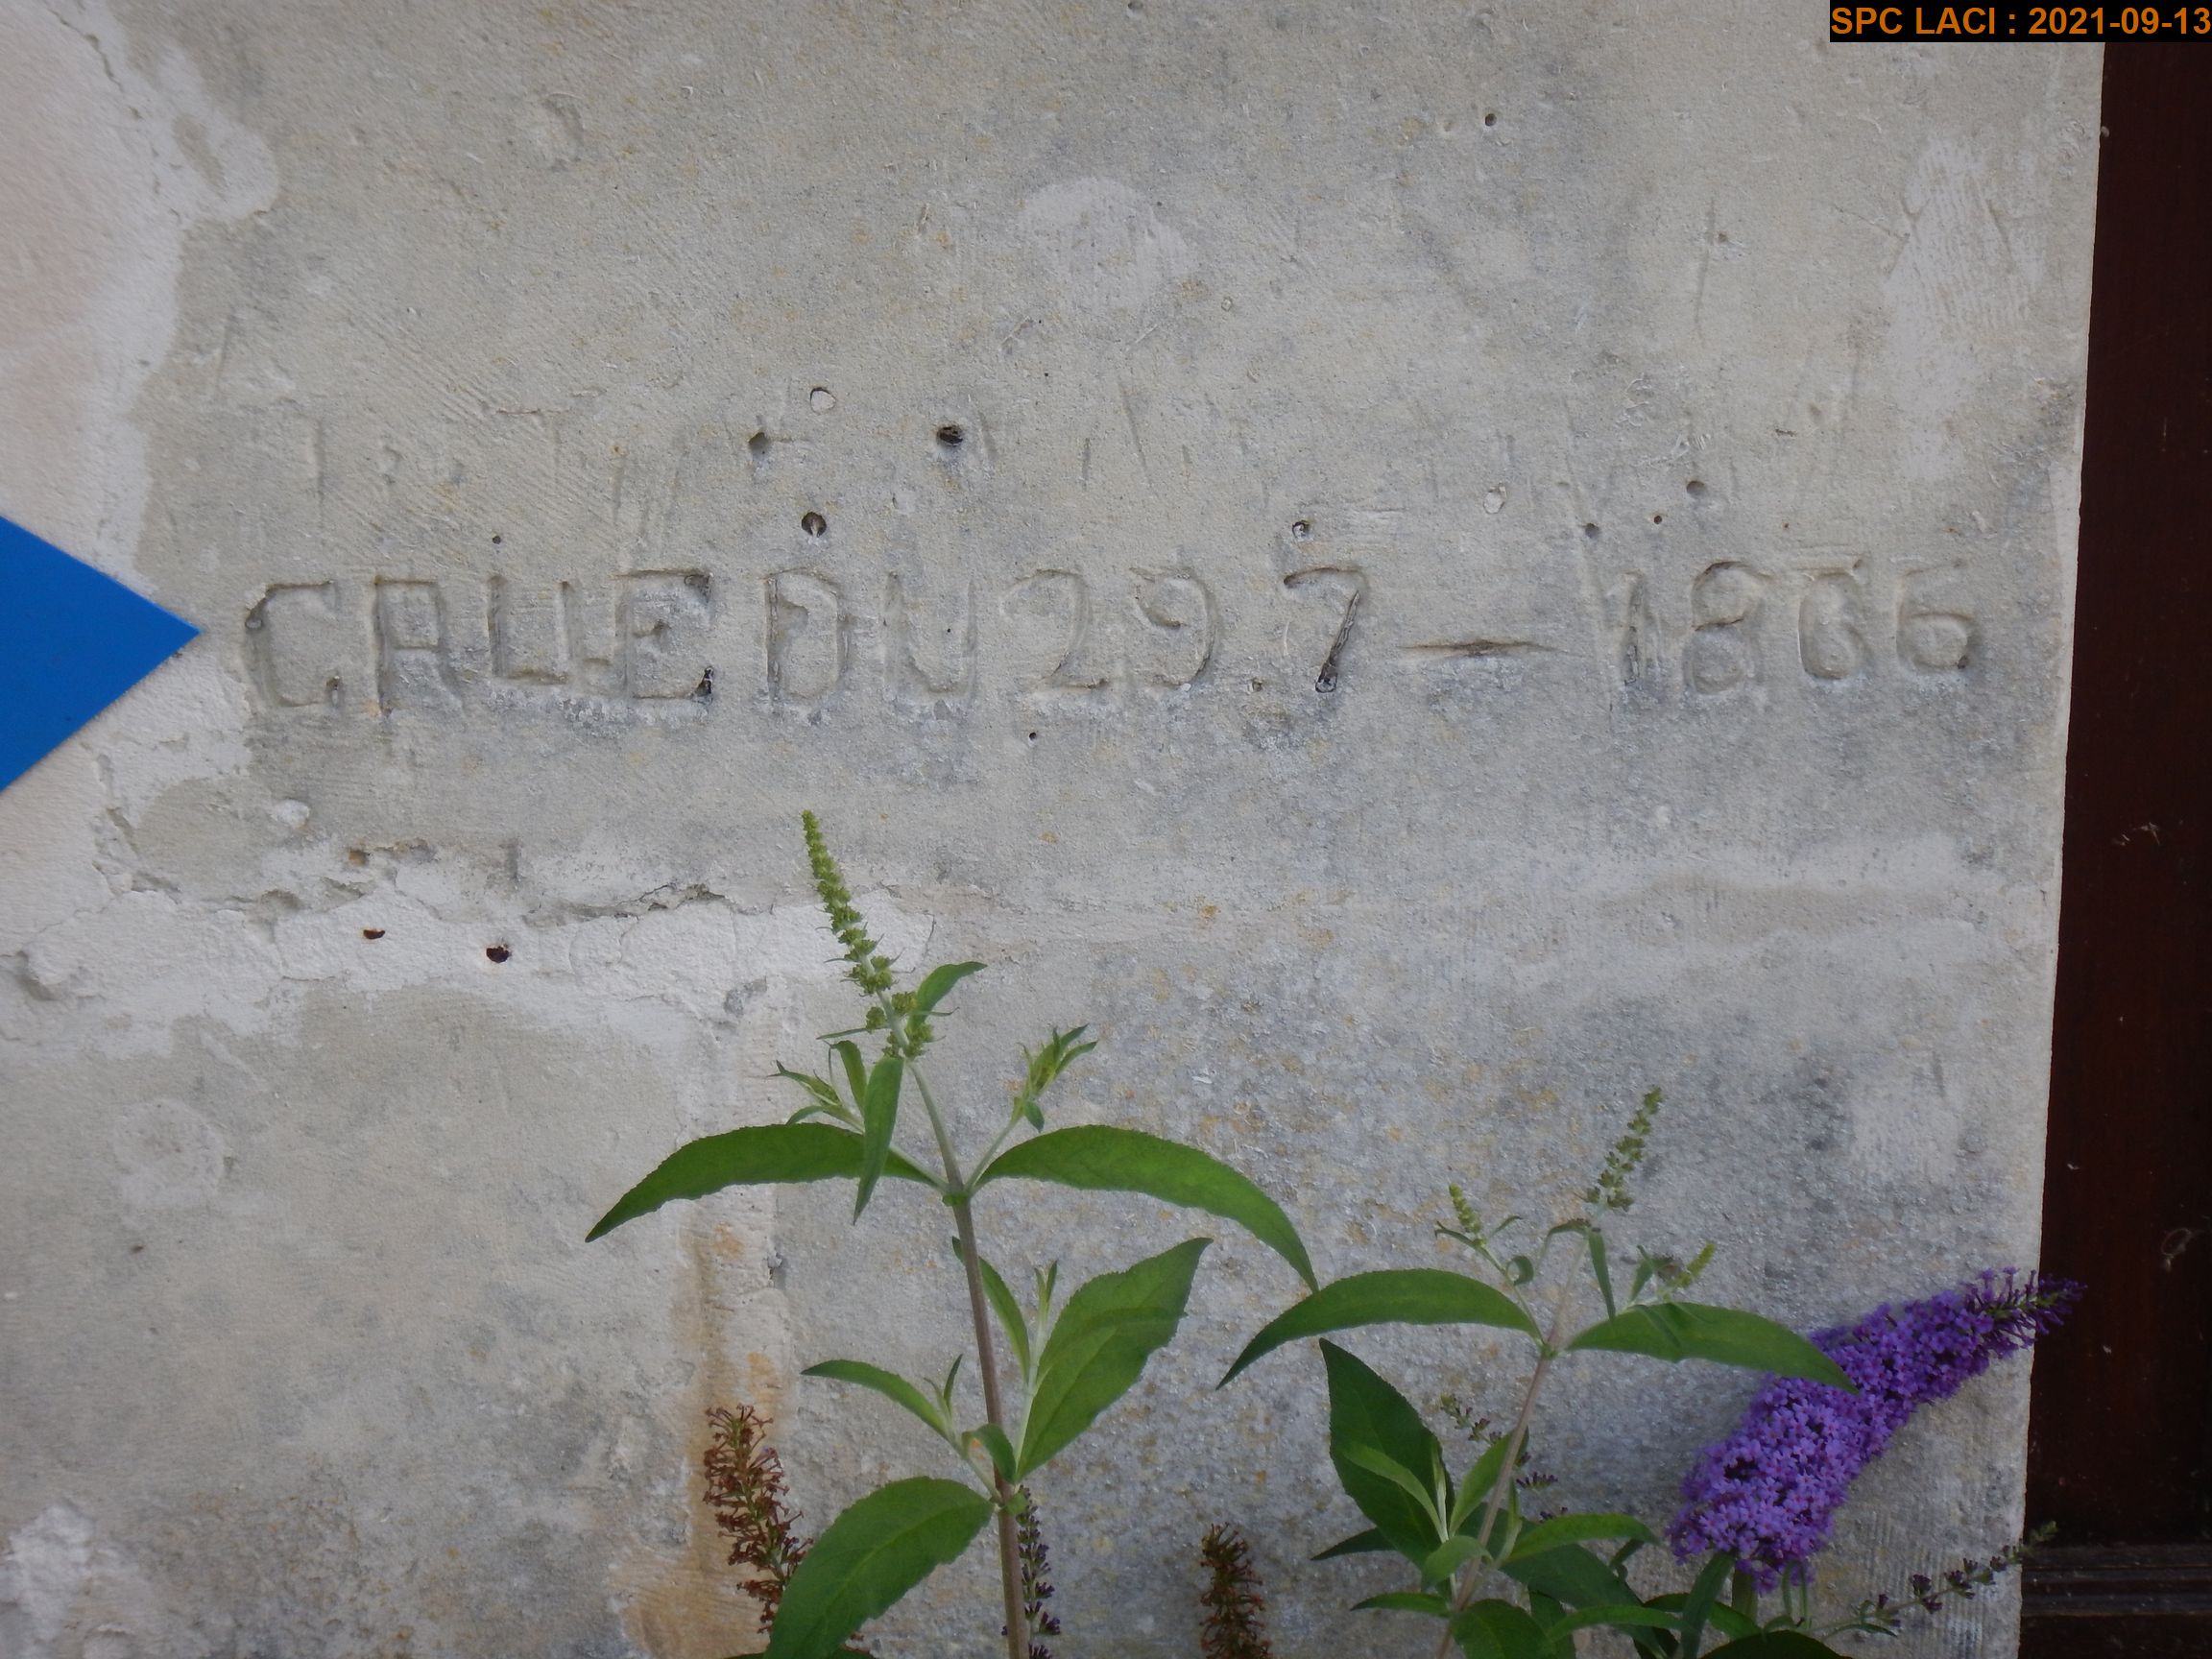 SPC LACI : 2021-09-13
CRUE DU 29 7 — 1866